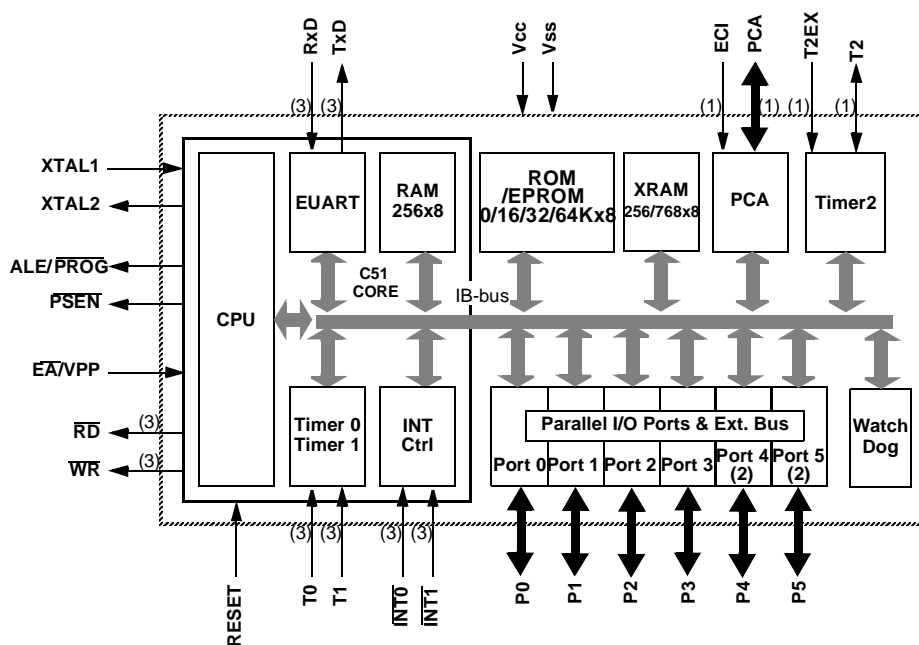 RxD
TxD
Vcc
Vss
ECI
PCA
T2EX
T2
(3) (3)
(1) (1) (1) (1)
XTAL1
XTAL2
ALE/PROG
PSEN
EA/VPP
RD
(3)
WR
(3)
CPU
EUART
RAM
256x8
ROM
/EPROM
0/16/32/64Kx8
XRAM
256/768x8
PCA
Timer2
C51
CORE
IB-bus
Timer 0
Timer 1
INT
Ctrl
Parallel I/O Ports & Ext. Bus
Port 0
Port 1
Port 2
Port 3
Port 4
(2)
Port 5
(2)
Watch
Dog
(3) (3) (3) (3)
RESET
T0
T1
INT0
INT1
P0
P1
P2
P3
P4
P5